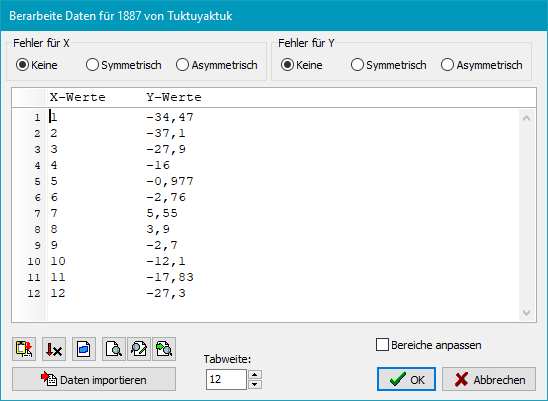 Berarbeite Daten für 1887 von Tuktuyaktuk
Fehler für X
Keine Symmetrisch Asymmetrisch
Fehler für Y
Keine Symmetrisch Asymmetrisch
X-Werte Y-Werte
1 1 -34,47
2 2 -37,1
3 3 -27,9
4 4 -16
5 5 -0,977
6 6 -2,76
7 7 5,55
8 8 3,9
9 9 -2,7
10 10 -12,1
11 11 -17,83
12 12 -27,3
Tabweite:
12
Bereiche anpassen
Daten importieren
OK
Abbrechen